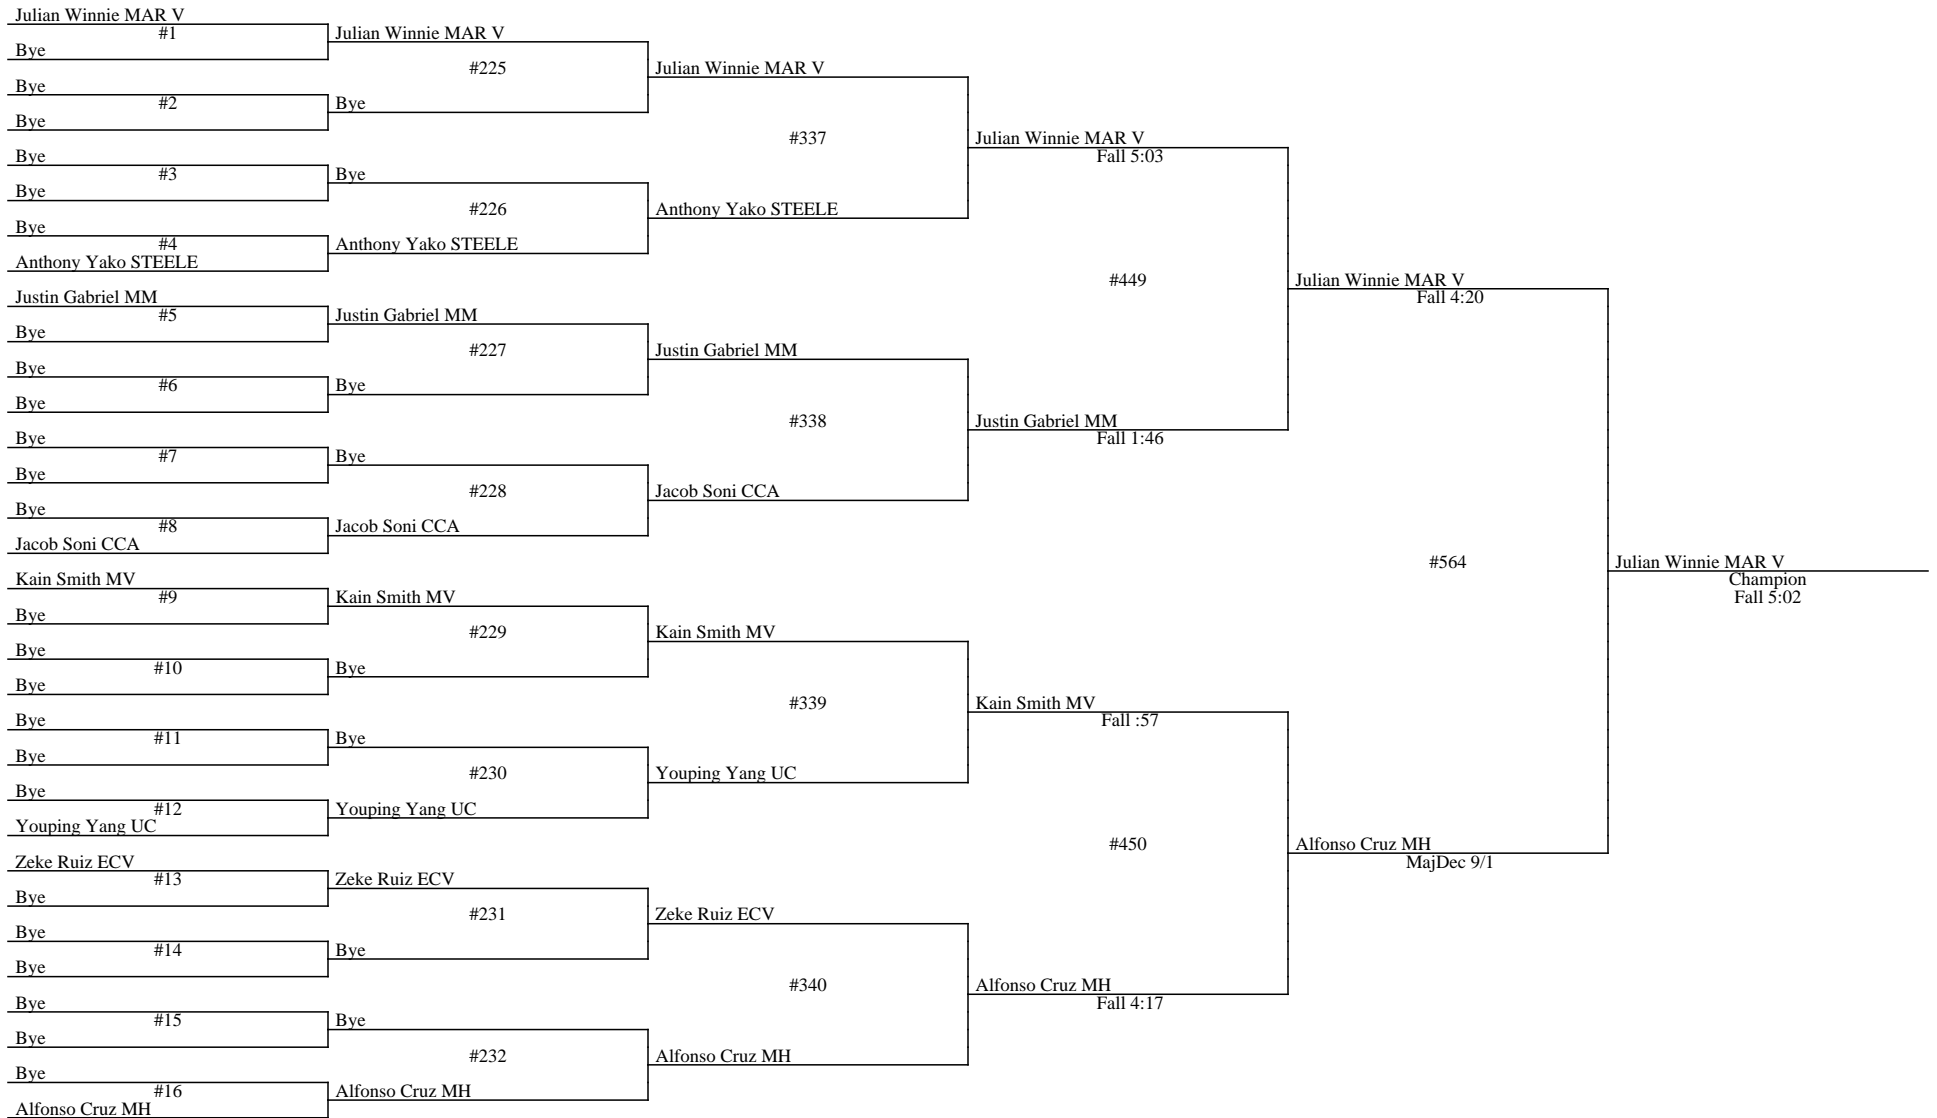 Julian Winnie MAR V
#1
Bye
Bye
#2
Bye
Bye
#3
Bye
Bye
#4
Anthony Yako STEELE
Justin Gabriel MM
#5
Bye
Bye
#6
Bye
Bye
#7
Bye
Bye
#8
Jacob Soni CCA
Kain Smith MV
#9
Bye
Bye
#10
Bye
Bye
#11
Bye
Bye
#12
Youping Yang UC
Zeke Ruiz ECV
#13
Bye
Bye
#14
Bye
Bye
#15
Bye
Bye
#16
Alfonso Cruz MH
Julian Winnie MAR V
#225
Bye
Bye
#226
Anthony Yako STEELE
Justin Gabriel MM
#227
Bye
Bye
#228
Jacob Soni CCA
Kain Smith MV
#229
Bye
Bye
#230
Youping Yang UC
Zeke Ruiz ECV
#231
Bye
Bye
#232
Alfonso Cruz MH
Julian Winnie MAR V
#337
Anthony Yako STEELE
Justin Gabriel MM
#338
Jacob Soni CCA
Kain Smith MV
#339
Youping Yang UC
Zeke Ruiz ECV
#340
Alfonso Cruz MH
Julian Winnie MAR V
Fall 5:03
#449
Justin Gabriel MM
Fall 1:46
Kain Smith MV
Fall :57
#450
Alfonso Cruz MH
Fall 4:17
Julian Winnie MAR V
Fall 4:20
#564
Alfonso Cruz MH
MajDec 9/1
Julian Winnie MAR V
Champion
Fall 5:02